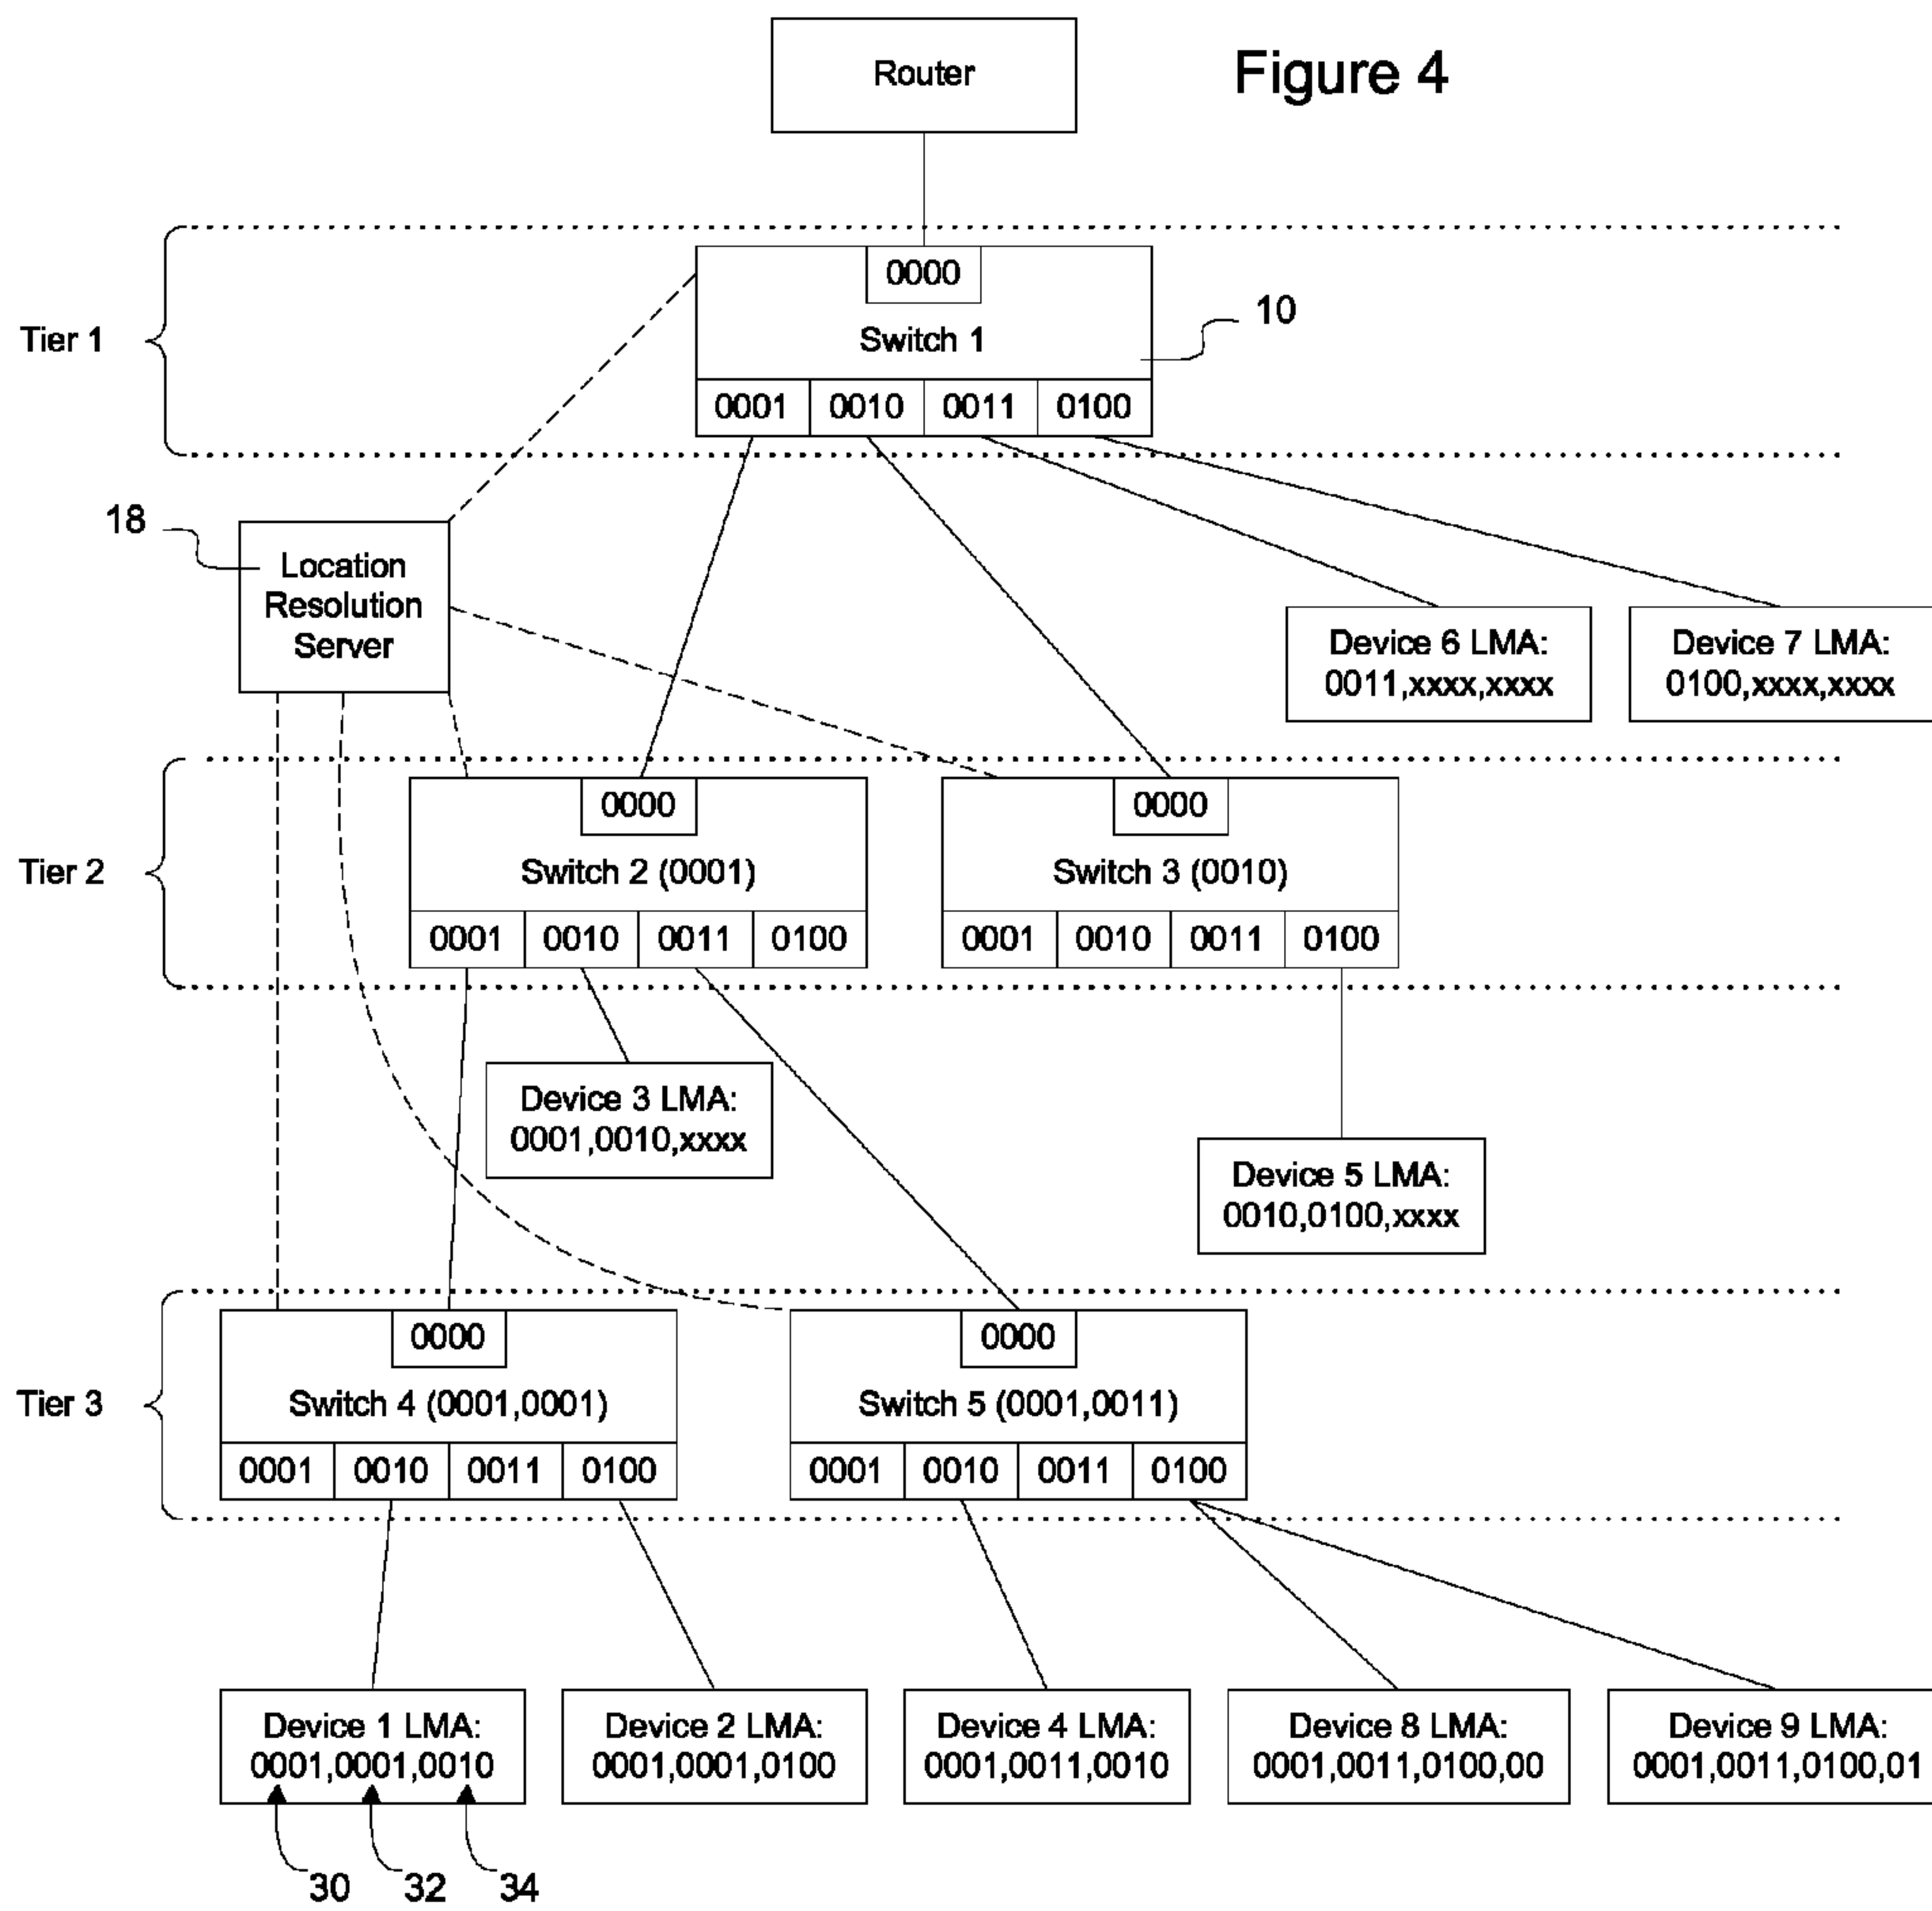 Router
Figure 4
0000
Tier 1
Switch 1
10
0001 0010 0011 0100
18
Location
Resolution
Server
Device 6 LMA:
0011,xxxx,xxxx
Device 7 LMA:
0100,xxxx,xxxx
0000
0000
Tier 2
Switch 2 (0001)
Switch 3 (0010)
0001 0010 0011 0100
0001 0010 0011 0100
Device 3 LMA:
0001,0010,xxxx
Device 5 LMA:
0010,0100,xxxx
0000
0000
Tier 3
Switch 4 (0001,0001)
Switch 5 (0001,0011)
0001 0010 0011 0100
0001 0010 0011 0100
Device 1 LMA:
0001,0001,0010
Device 2 LMA:
0001,0001,0100
Device 4 LMA:
0001,0011,0010
Device 8 LMA:
0001,0011,0100,00
Device 9 LMA:
0001,0011,0100,01
30 32 34